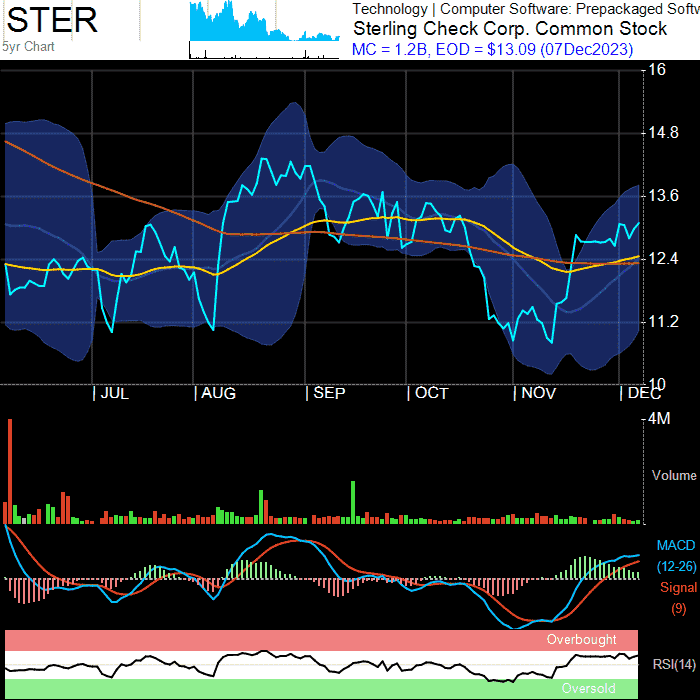 STER
5yr Chart
Technology | Computer Software: Prepackaged Softw
Sterling Check Corp. Common Stock
MC = 1.2B, EOD = $13.09 (07Dec2023)
16
14.8
13.6
12.4
11.2
10
| JUL | AUG | SEP | OCT | NOV | DEC
4M
Volume
MACD
(12-26)
Signal
(9)
Overbought
RSI(14)
Oversold